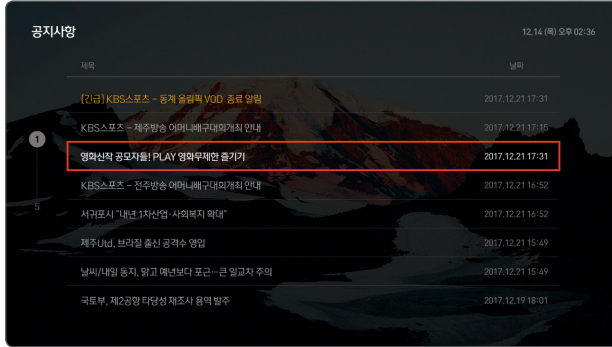 공지사항
12.14 (목) 오후 02:36
제목 날짜
[긴급] KBS스포츠 - 동계 올림픽 VOD 종료 알림 2017.12.21 17:31
KBS스포츠 - 제주방송 어머니배구대회개최 안내 2017.12.21 17:15
1
영화신작 공모자들! PLAY 영화무제한 즐기기 2017.12.21 17:31
KBS스포츠 - 전주방송 어머니배구대회개최 안내 2017.12.21 16:52
5
서귀포시 "내년 1차산업·사회복지 확대" 2017.12.21 16:52
제주Utd, 브라질 출신 공격수 영입 2017.12.21 15:49
날씨/내일 동지, 맑고 예년보다 포근…큰 일교차 주의 2017.12.21 15:49
국토부, 제2공항 타당성 재조사 용역 발주 2017.12.19 18:01